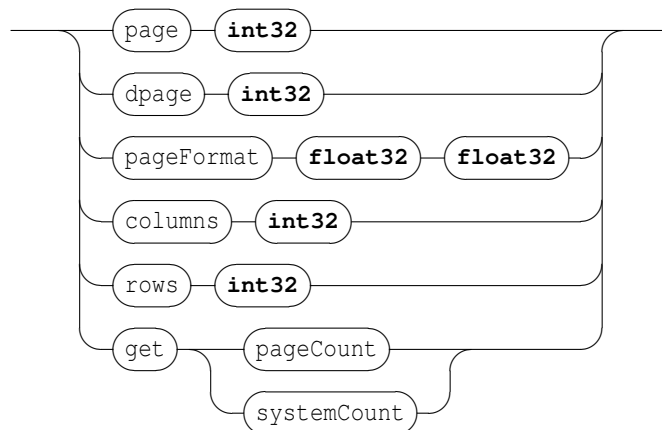 page int32
dpage int32
pageFormat float32 float32
columns int32
rows int32
get pageCount
systemCount